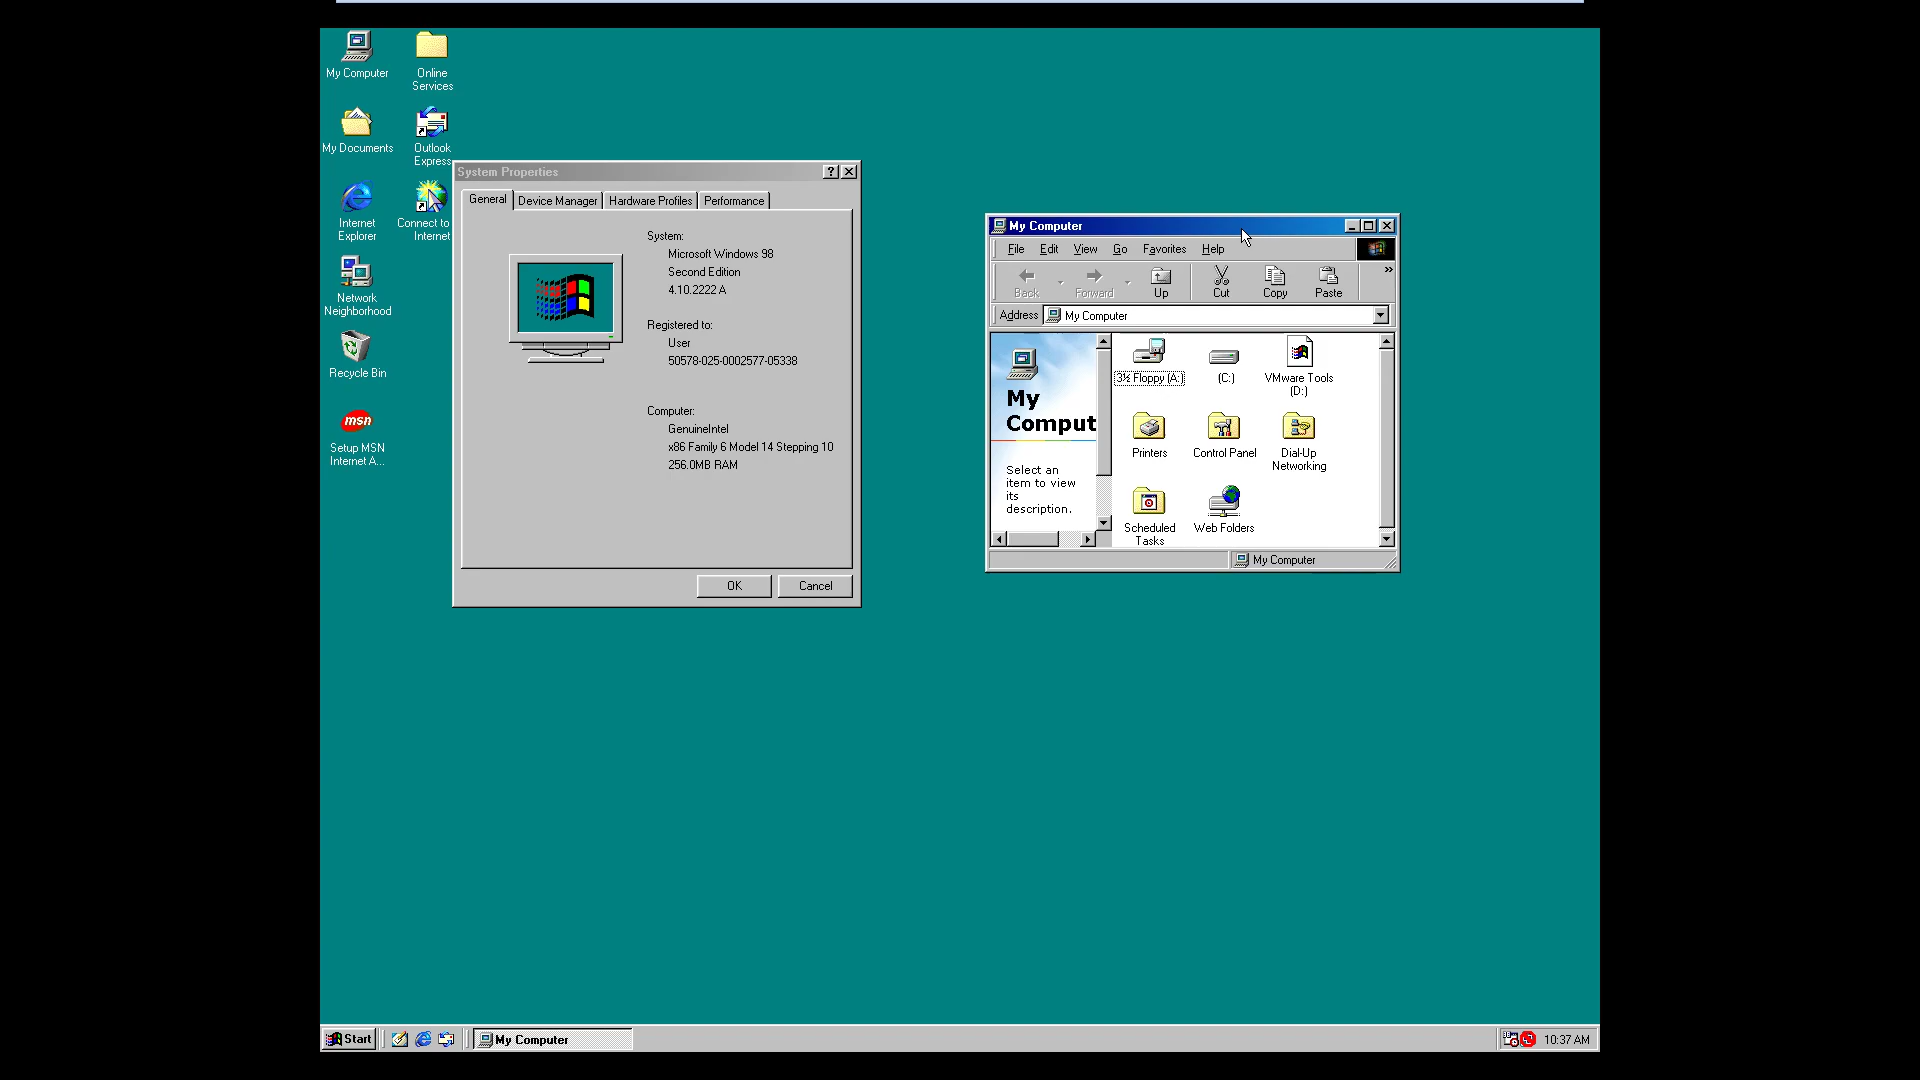 My Computer
Online
Services
My Documents
Outlook
Express
Internet
Explorer
Connect to
Internet
Network
Neighborhood
Recycle Bin
msn
Setup MSN
Internet A...
System Properties
General
Device Manager
Hardware Profiles
Performance
System:
Microsoft Windows 98
Second Edition
4.10.2222 A
Registered to:
User
50578-025-0002577-05338
Computer:
GenuineIntel
x86 Family 6 Model 14 Stepping 10
256.0MB RAM
OK
Cancel
My Computer
File Edit View Go Favorites Help
Back Forward Up Cut Copy Paste »
Address My Computer
My
Comput
Select an
item to view
its
description.
3½ Floppy (A:)
(C:)
VMware Tools
(D:)
Printers
Control Panel
Dial-Up
Networking
Scheduled
Tasks
Web Folders
My Computer
Start
My Computer
10:37 AM